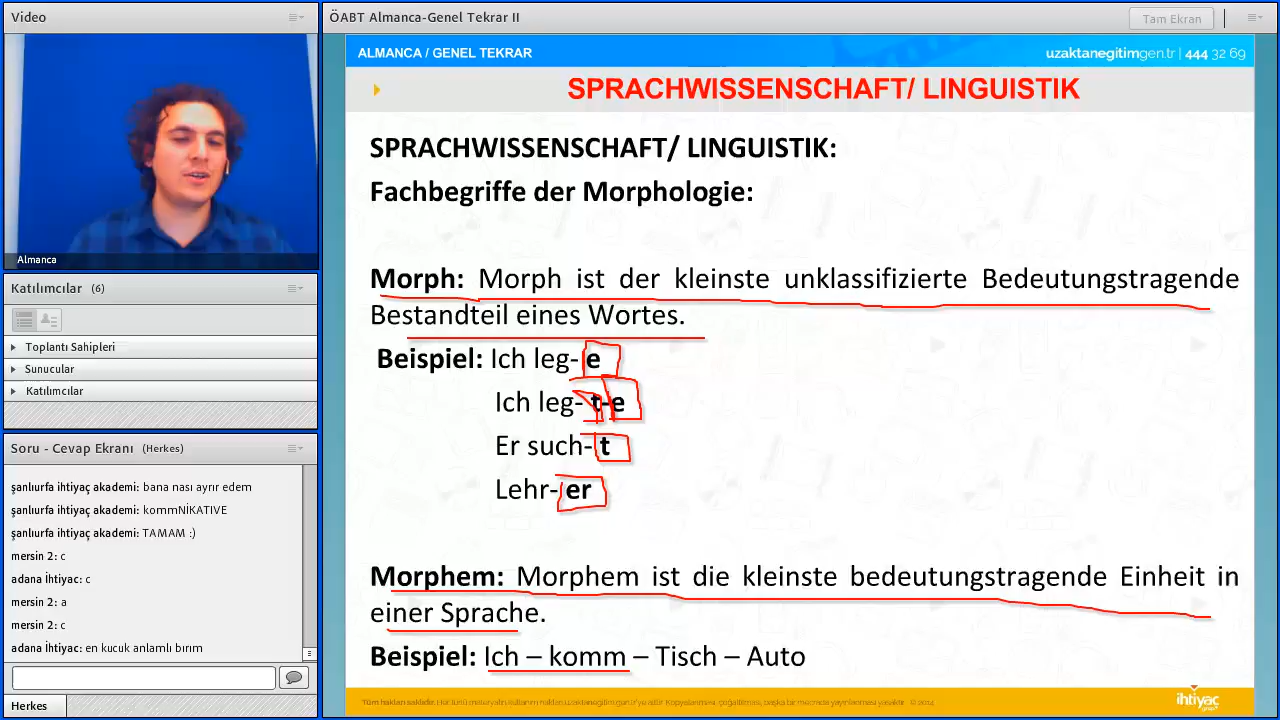 Video
ÖABT Almanca-Genel Tekrar II
Tam Ekran
Almanca
Katılımcılar (6)
Toplantı Sahipleri
Sunucular
Katılımcılar
Soru - Cevap Ekranı (Herkes)
şanlıurfa ihtiyaç akademi: bana nası ayrır edem
şanlıurfa ihtiyaç akademi: kommNİKATIVE
şanlıurfa ihtiyaç akademi: TAMAM :)
mersin 2: c
adana İhtiyac: c
mersin 2: a
mersin 2: c
adana İhtiyac: en kucuk anlamlı bırım
Herkes
ALMANCA / GENEL TEKRAR
uzaktanegitimgen.tr | 444 32 69
SPRACHWISSENSCHAFT/ LINGUISTIK
SPRACHWISSENSCHAFT/ LINGUISTIK:
Fachbegriffe der Morphologie:
Morph: Morph ist der kleinste unklassifizierte Bedeutungstragende
Bestandteil eines Wortes.
Beispiel: Ich leg- e
Ich leg- t-e
Er such- t
Lehr- er
Morphem: Morphem ist die kleinste bedeutungstragende Einheit in
einer Sprache.
Beispiel: Ich – komm – Tisch – Auto
Tüm hakları saklıdır.
© 2014
ihtiyaç